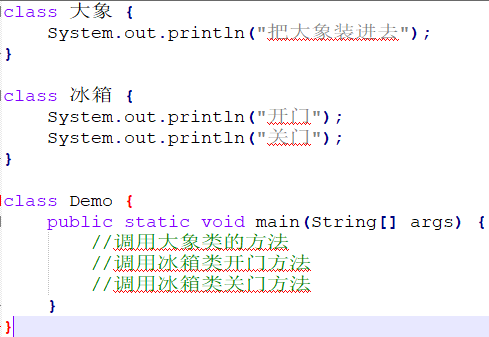 class 大象 {
    System.out.println("把大象装进去");
}
class 冰箱 {
    System.out.println("开门");
    System.out.println("关门");
}
class Demo {
    public static void main(String[] args) {
        //调用大象类的方法
        //调用冰箱类开门方法
        //调用冰箱类关门方法
    }
}